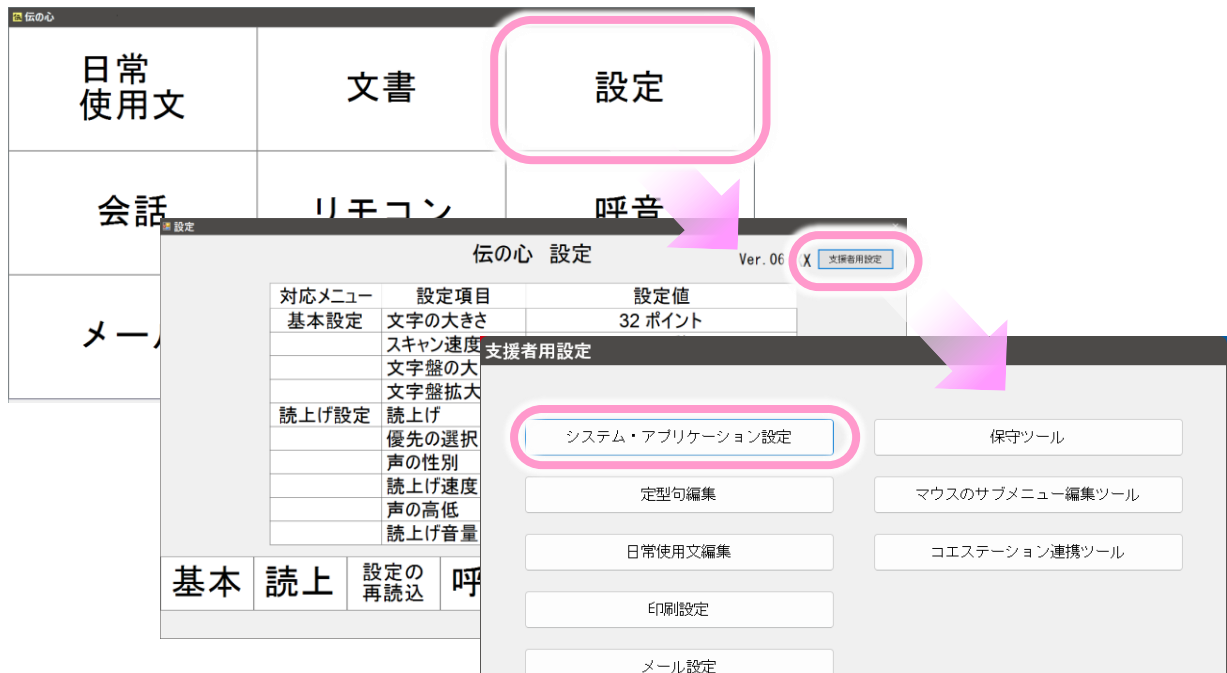 伝の心
日常
使用文
文書
設定
会話
リモコン
呼音
設定
伝の心 設定
Ver.06
X
支援者用設定
対応メニュー 設定項目 設定値
基本設定 文字の大きさ 32 ポイント
スキャン速度
文字盤の大
文字盤拡大
読上げ設定 読上げ
優先の選択
声の性別
読上げ速度
声の高低
読上げ音量
メー
基本 読上 設定の
再読込
呼
支援者用設定
システム・アプリケーション設定 保守ツール
定型句編集 マウスのサブメニュー編集ツール
日常使用文編集 コエステーション連携ツール
印刷設定
メール設定